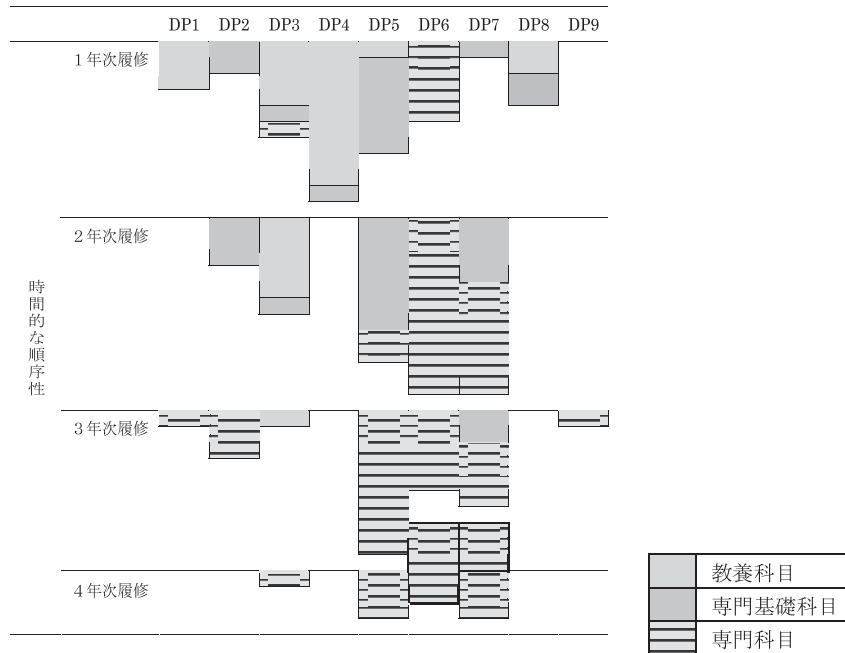 DP1 DP2 DP3 DP4 DP5 DP6 DP7 DP8 DP9
1年次履修
2年次履修
時間的な順序性
3年次履修
4年次履修
教養科目
専門基礎科目
専門科目